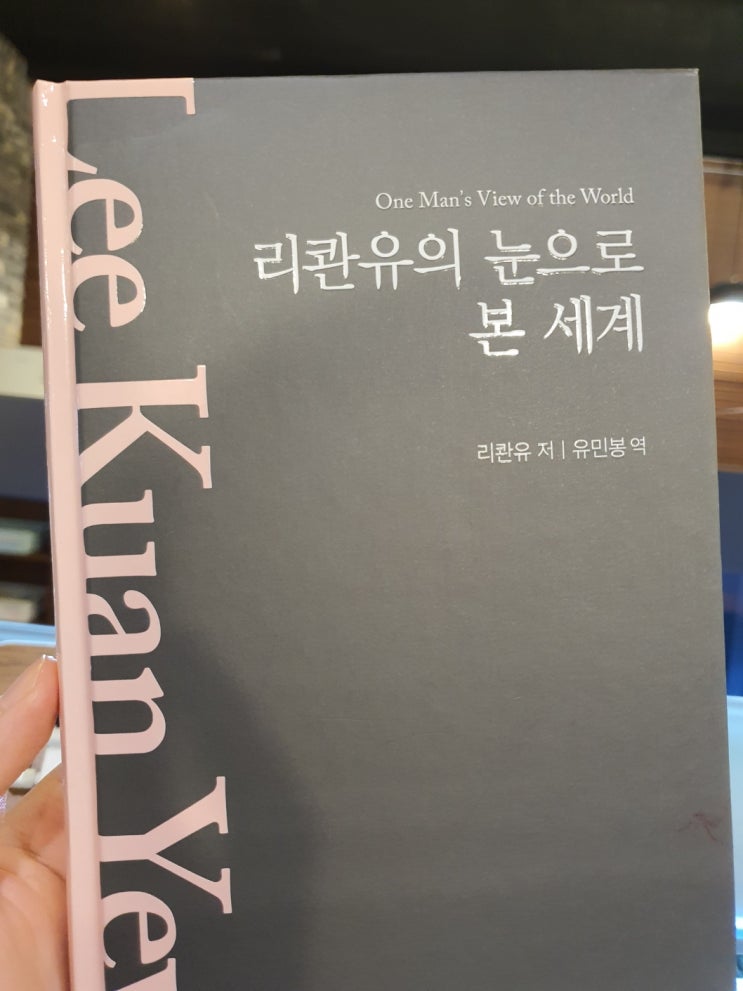 One Man's View of the World
리콴유의 눈으로
본 세계
리콴유 저 | 유민봉 역
Lee Kuan Yew